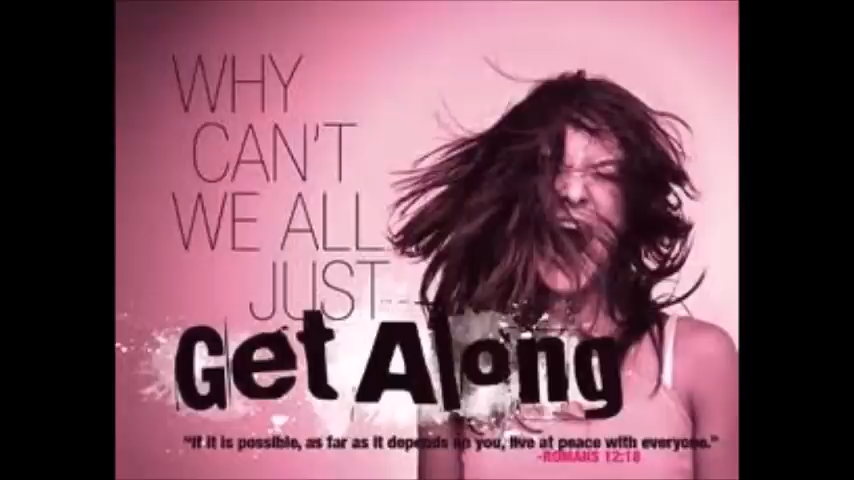 WHY
CAN'T
WE ALL
JUST
Get Along
"If it is possible, as far as it depends on you, live at peace with everyone."
-ROMANS 12:18